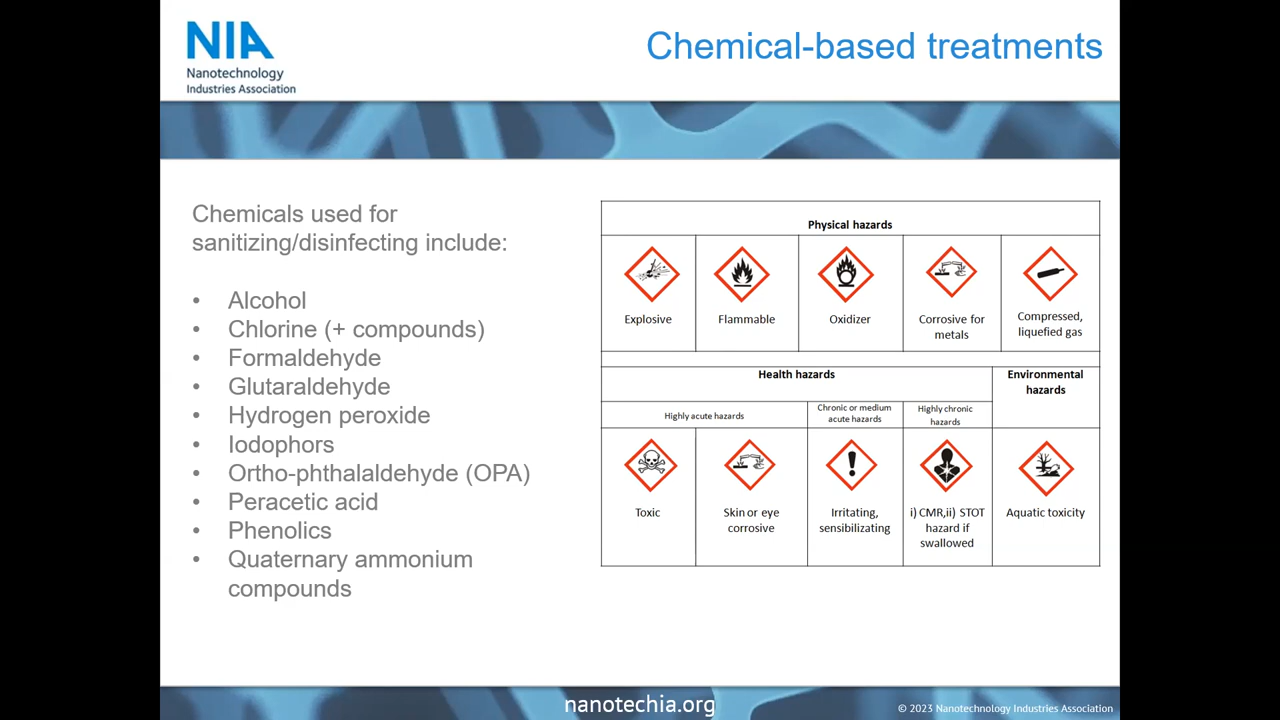 NIA
Nanotechnology
Industries Association
Chemical-based treatments
Chemicals used for
sanitizing/disinfecting include:
• Alcohol
• Chlorine (+ compounds)
• Formaldehyde
• Glutaraldehyde
• Hydrogen peroxide
• Iodophors
• Ortho-phthalaldehyde (OPA)
• Peracetic acid
• Phenolics
• Quaternary ammonium
compounds
Physical hazards
Explosive
Flammable
Oxidizer
Corrosive for
metals
Compressed,
liquefied gas
Health hazards
Environmental
hazards
Highly acute hazards
Chronic or medium
acute hazards
Highly chronic
hazards
Toxic
Skin or eye
corrosive
Irritating,
sensibilizating
i) CMR,ii) STOT
hazard if
swallowed
Aquatic toxicity
nanotechia.org
© 2023 Nanotechnology Industries Association